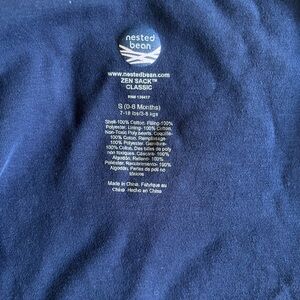 nested
bean
www.nestedbean.com
ZEN SACK™
CLASSIC
S (0-6 Months)
7-18 lbs/3-8 kgs
Shell-100% Cotton, Filling-100%
Polyester, Lining- 100% Cotton,
Non-Toxic Poly Beans. Coquille-
100% Coton, Remplissage-
100% Polyester, Garniture-
100% Coton, Des billes de poly
non toxiques. Cáscara- 100%
Algodón, Relleno- 100%
Poliéster, Recubrimiento- 100%
Algodón, Perlas de poli no
tóxicos
Made in China. Fabriqué au
Chine. Hecho en China